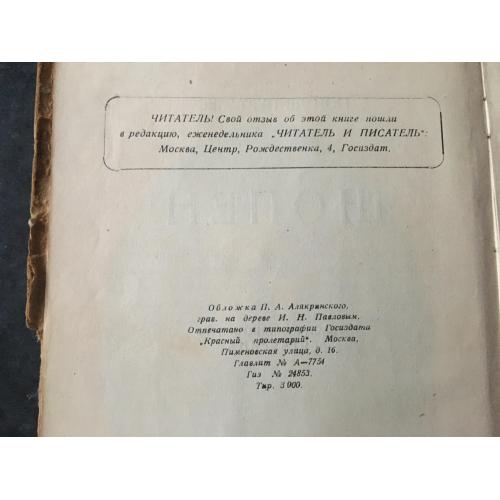 ЧИТАТЕЛЬ! Свой отзыв об этой книге пошли
в редакцию, еженедельника „ЧИТАТЕЛЬ И ПИСАТЕЛЬ“:
Москва, Центр, Рождественка, 4, Госиздат.
Обложка П. А. Алякринского,
грав. на дереве И. Н. Павловым.
Отпечатано в типографии Госиздата
„Красный пролетарий“. Москва,
Пименовская улица, д. 16.
Главлит № А—7754
Гиз № 24853.
Тир. 3 000.